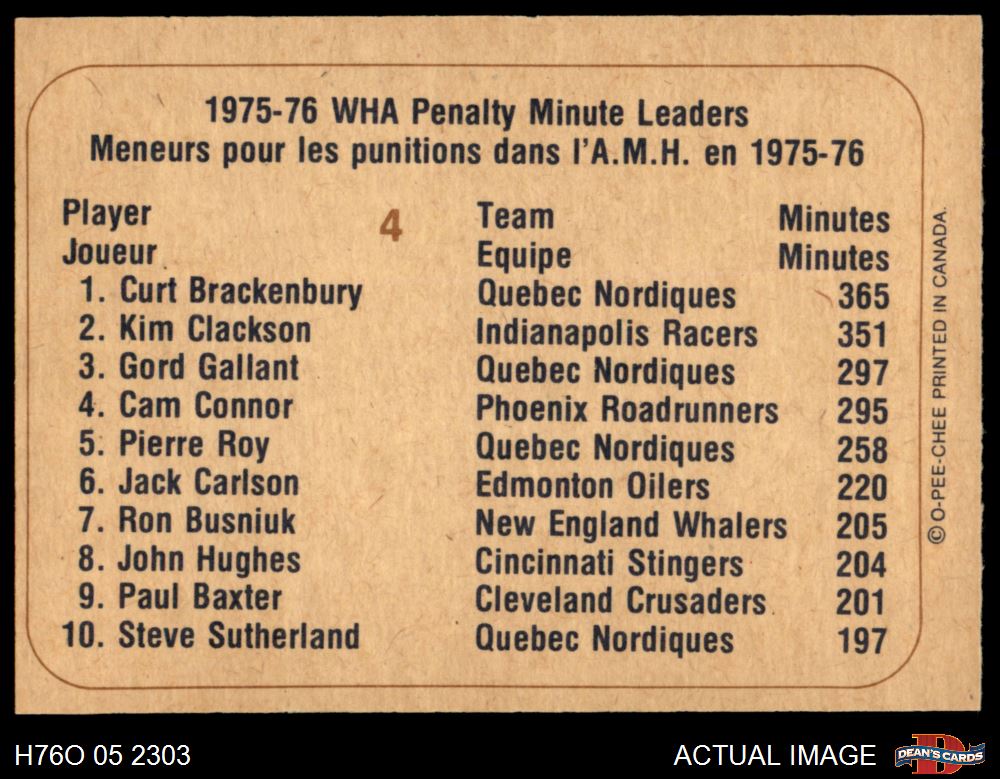 1975-76 WHA Penalty Minute Leaders
Meneurs pour les punitions dans l'A.M.H. en 1975-76
Player 4 Team Minutes
Joueur Equipe Minutes
1. Curt Brackenbury Quebec Nordiques 365
2. Kim Clackson Indianapolis Racers 351
3. Gord Gallant Quebec Nordiques 297
4. Cam Connor Phoenix Roadrunners 295
5. Pierre Roy Quebec Nordiques 258
6. Jack Carlson Edmonton Oilers 220
7. Ron Busniuk New England Whalers 205
8. John Hughes Cincinnati Stingers 204
9. Paul Baxter Cleveland Crusaders 201
10. Steve Sutherland Quebec Nordiques 197
© O-PEE-CHEE PRINTED IN CANADA.
H76O 05 2303 ACTUAL IMAGE
D
DEAN'S CARDS